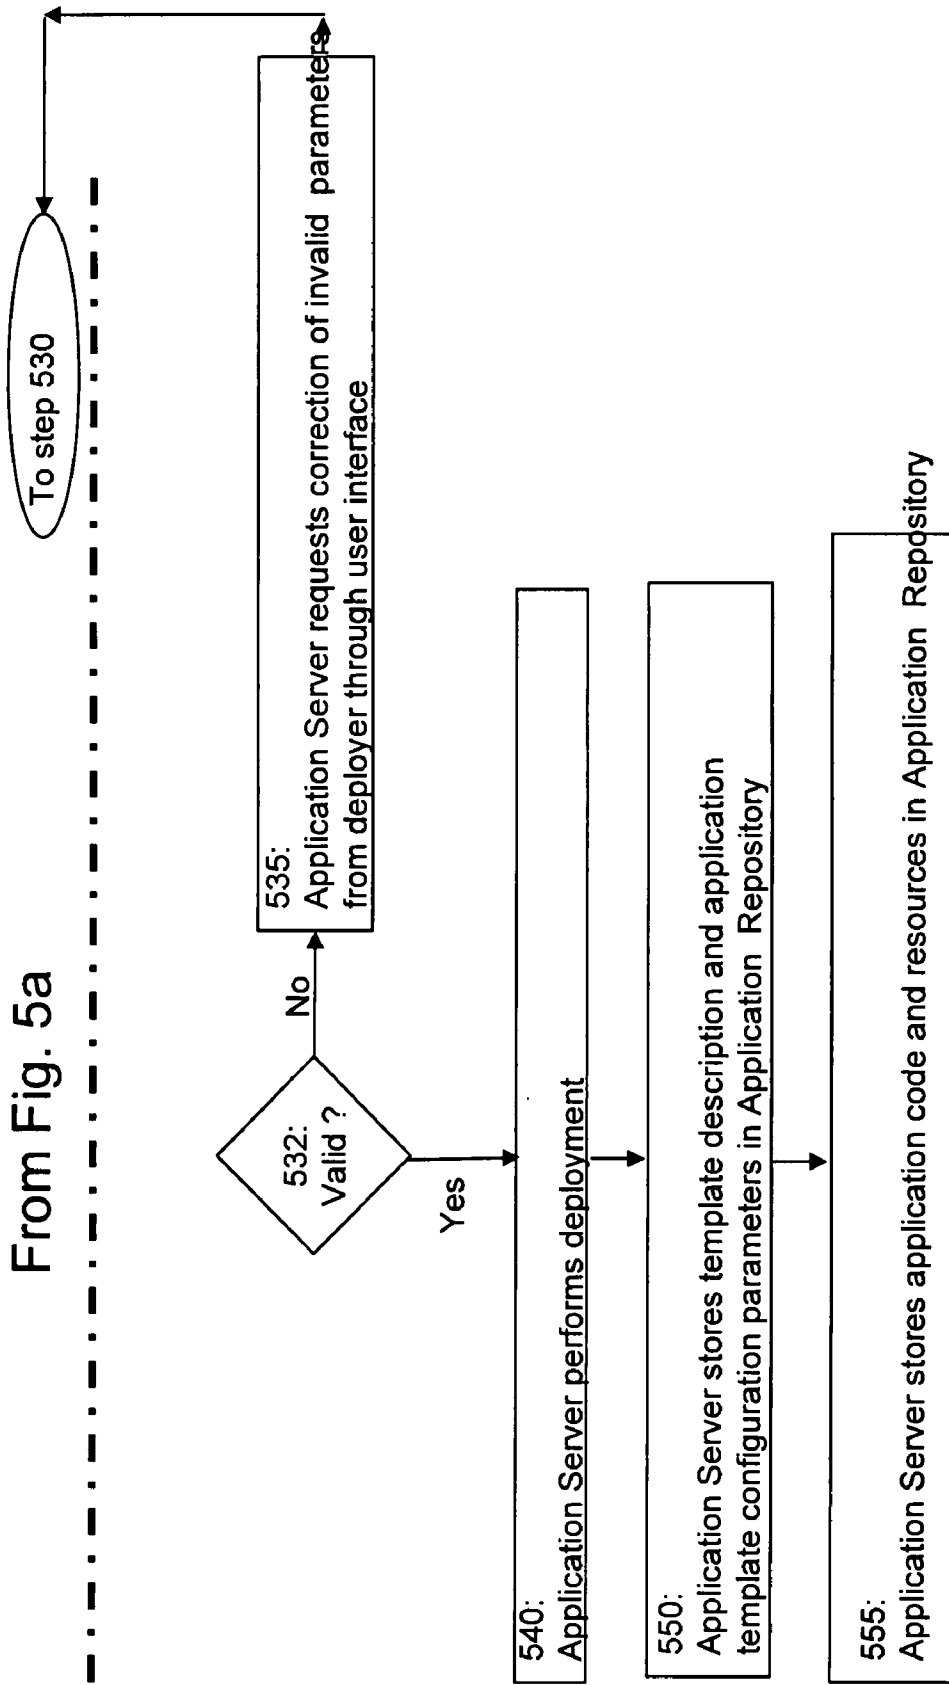 From Fig. 5a
To step 530
532:
Valid ?
No
535:
Application Server requests correction of invalid parameters
from deployer through user interface
Yes
540:
Application Server performs deployment
550:
Application Server stores template description and application
template configuration parameters in Application Repository
555:
Application Server stores application code and resources in Application Repository